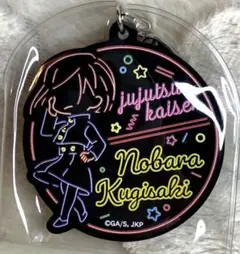 jujutsu
kaisen
Nobara
Kugisaki
©GA/S, JKP